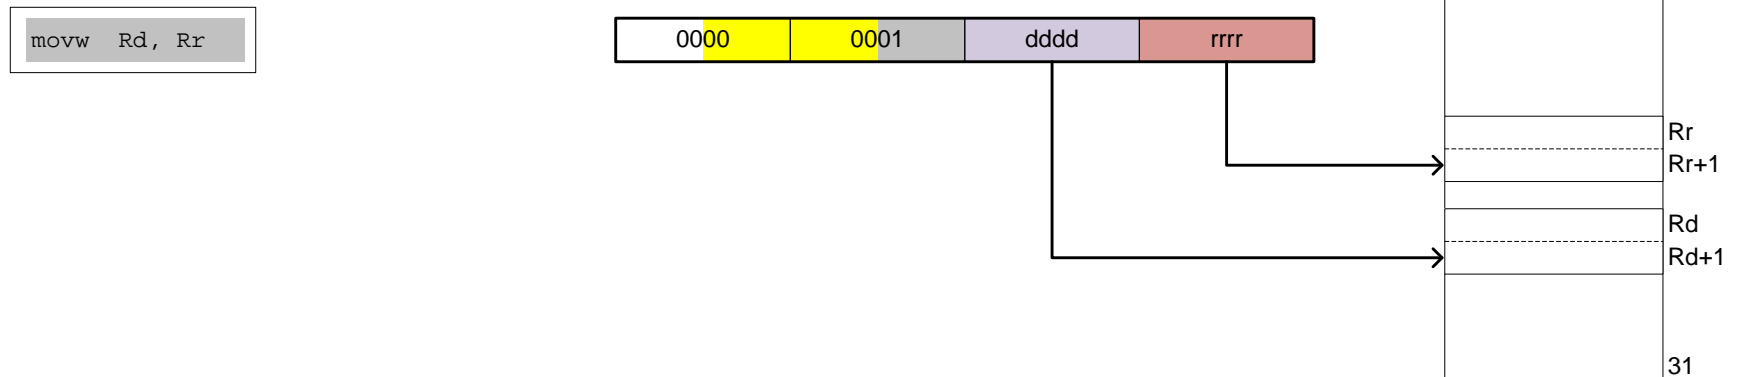 movw Rd, Rr
0000 0001 dddd rrrr
Rr
Rr+1
Rd
Rd+1
31